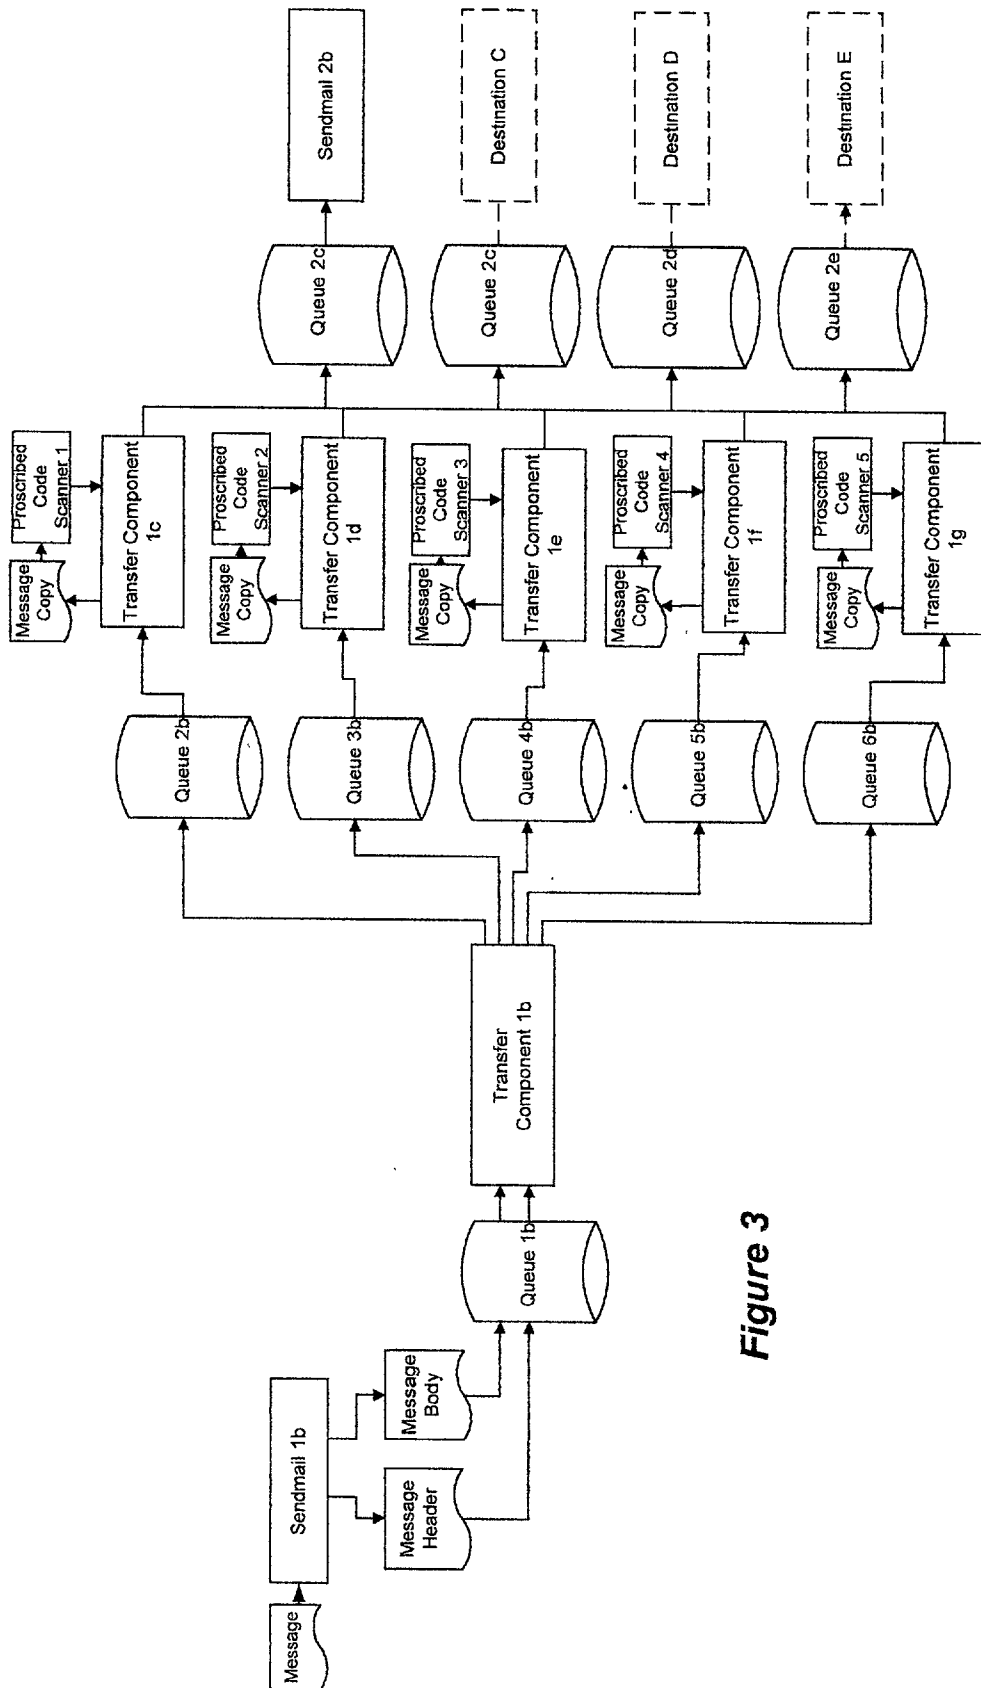 Message
Sendmail 1b
Message
Header
Message
Body
Queue 1b
Transfer
Component 1b
Queue 2b
Queue 3b
Queue 4b
Queue 5b
Queue 6b
Message
Copy
Proscribed
Code
Scanner 1
Transfer Component
1c
Message
Copy
Proscribed
Code
Scanner 2
Transfer Component
1d
Message
Copy
Proscribed
Code
Scanner 3
Transfer Component
1e
Message
Copy
Proscribed
Code
Scanner 4
Transfer Component
1f
Message
Copy
Proscribed
Code
Scanner 5
Transfer Component
1g
Queue 2c
Queue 2c
Queue 2d
Queue 2e
Sendmail 2b
Destination C
Destination D
Destination E
Figure 3